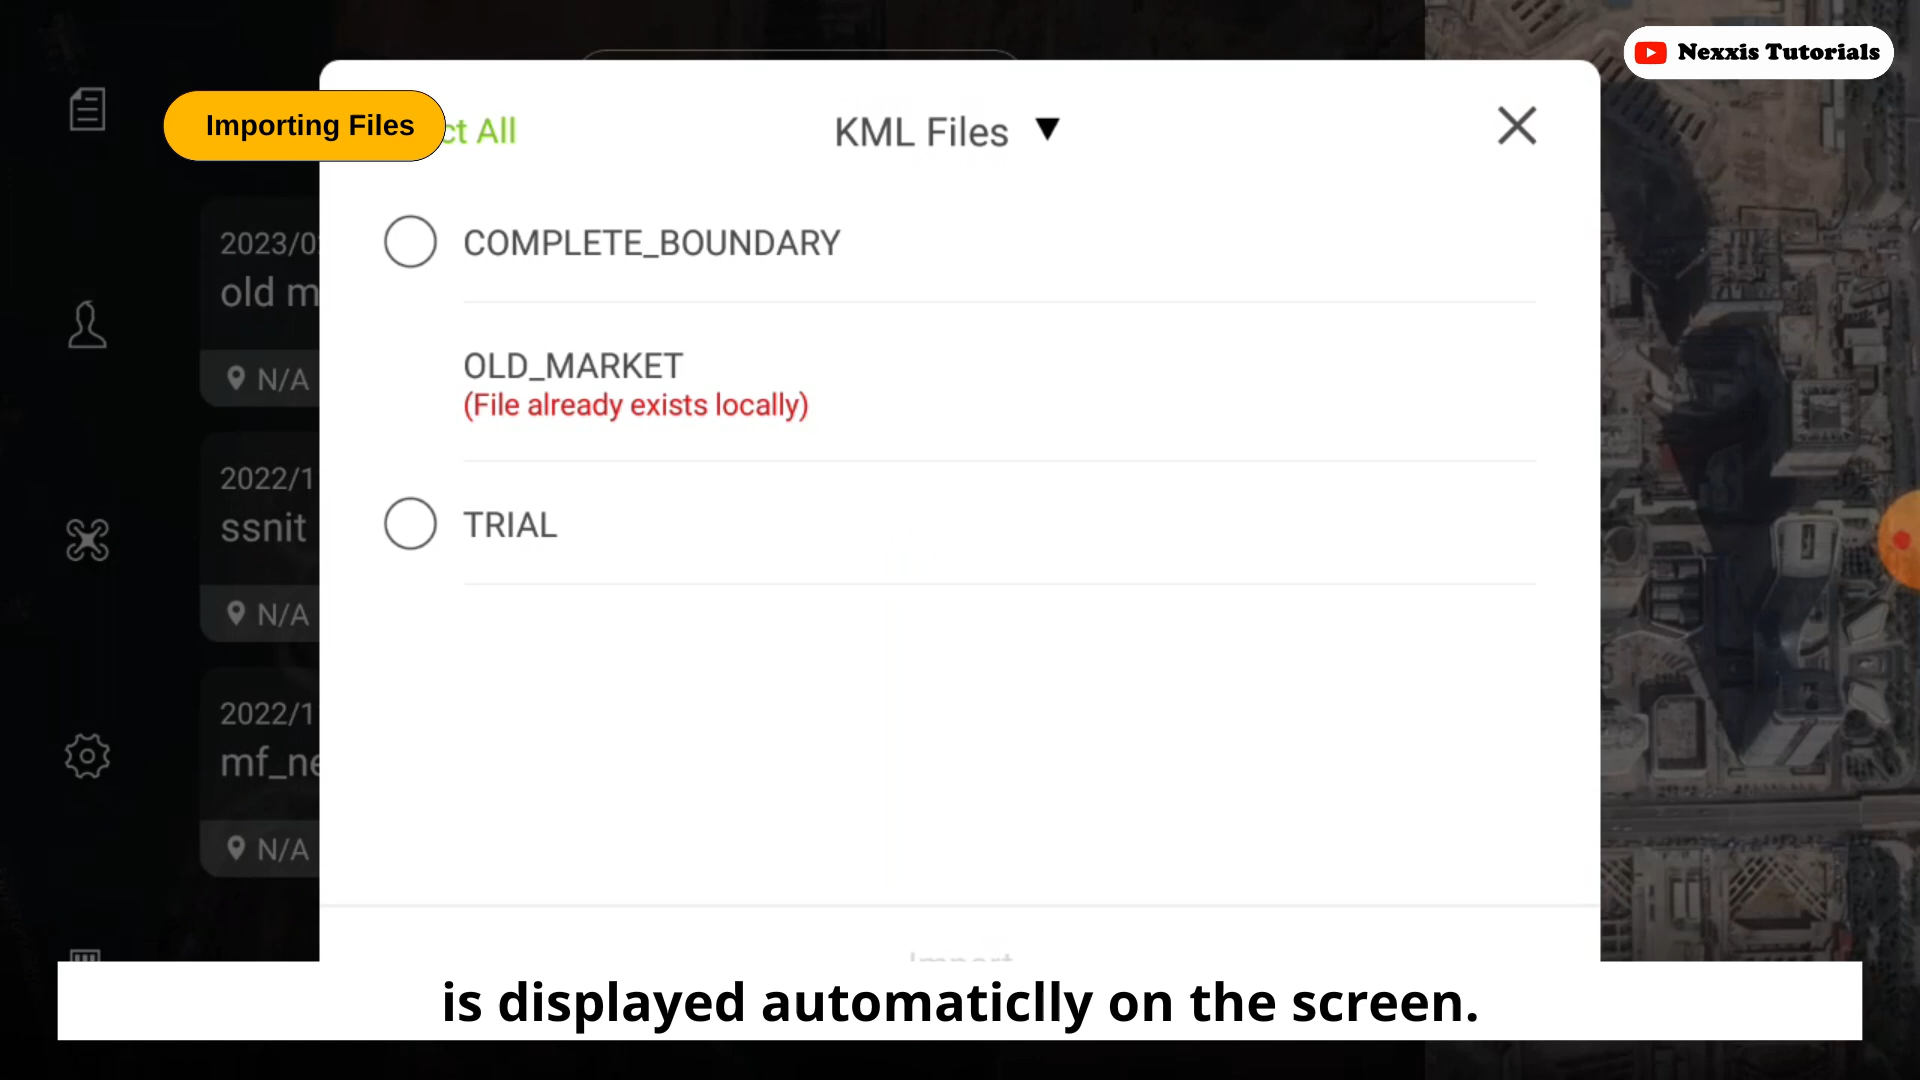 Nexxis Tutorials
Importing Files
ct All
KML Files
COMPLETE_BOUNDARY
OLD_MARKET
(File already exists locally)
TRIAL
2023/0
old m
N/A
2022/1
ssnit
N/A
2022/1
mf_ne
N/A
Import
is displayed automaticlly on the screen.